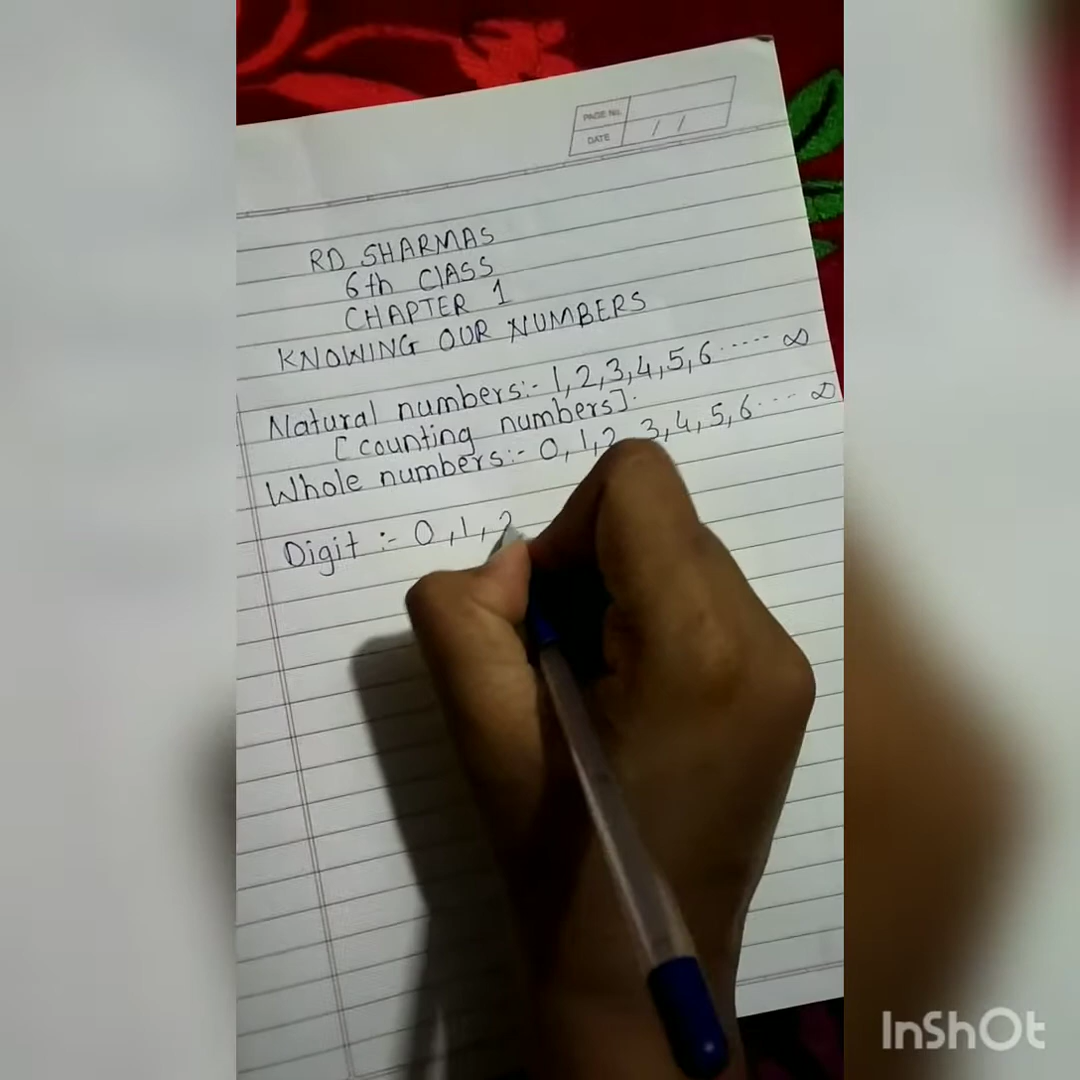 PAGE No.
DATE / /
RD SHARMAS
6th ClASS
CHAPTER 1
KNOWING OUR NUMBERS
Natural numbers:- 1,2,3,4,5,6 ..... ∞
[Counting numbers].
Whole numbers:- 0,1,2,3,4,5,6 .... ∞
Digit :- 0,1,2
InShOt